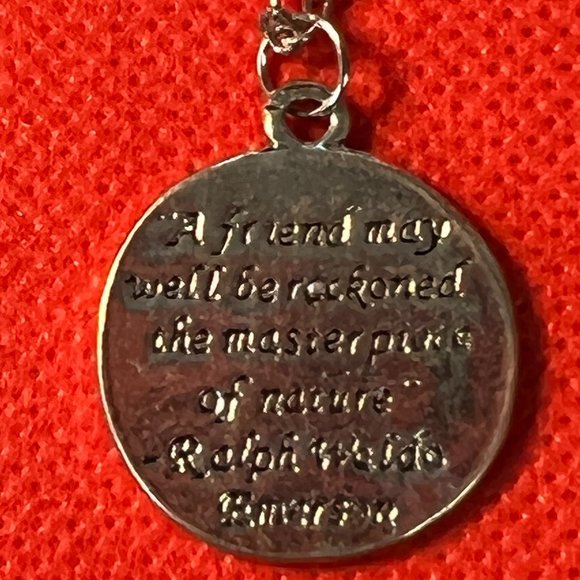 "A friend may
well be reckoned
the masterpiece
of nature"
-Ralph Waldo
Emerson